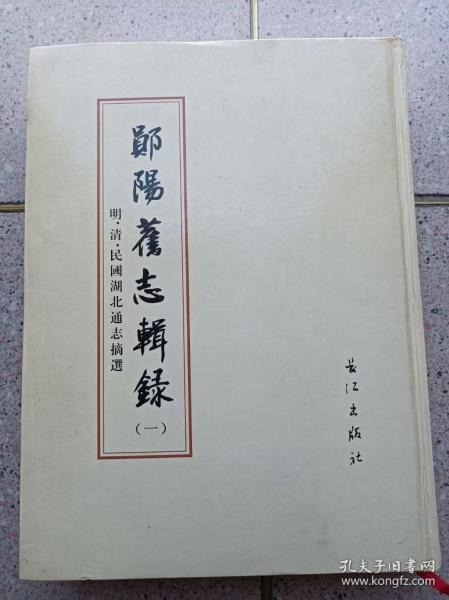 鄖陽舊志輯錄
(一)
明·清·民國湖北通志摘選
长江出版社
孔夫子旧书网
www.kongfz.com